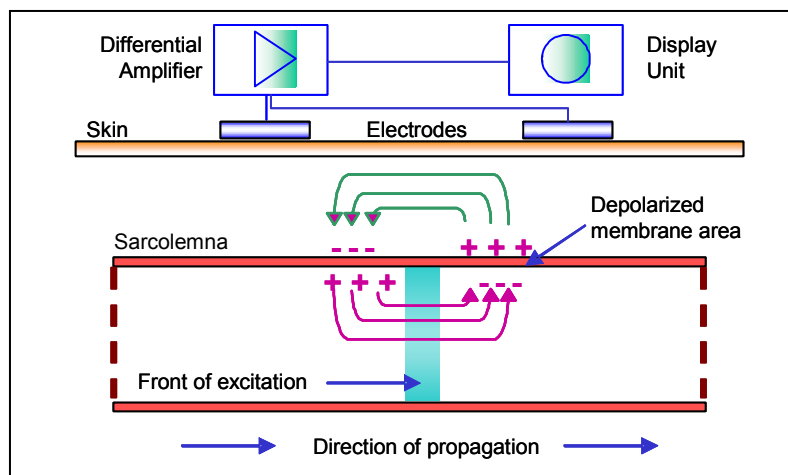 Differential
Amplifier
Display
Unit
Skin
Electrodes
Depolarized
membrane area
Sarcolemna
- - -
+ + +
+ + +
- - - -
Front of excitation
Direction of propagation